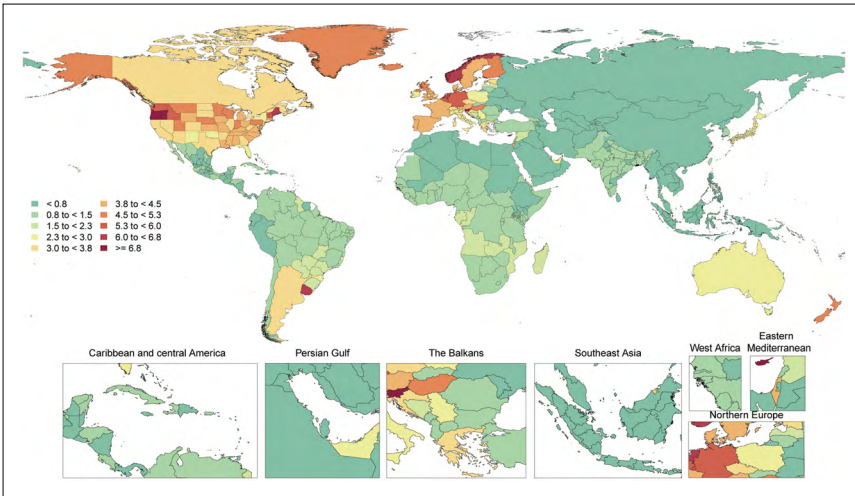 < 0.8
0.8 to < 1.5
1.5 to < 2.3
2.3 to < 3.0
3.0 to < 3.8
3.8 to < 4.5
4.5 to < 5.3
5.3 to < 6.0
6.0 to < 6.8
>= 6.8
Caribbean and central America
Persian Gulf
The Balkans
Southeast Asia
West Africa
Eastern
Mediterranean
Northern Europe